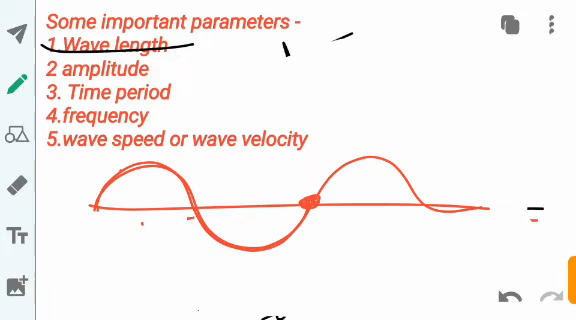 Some important parameters -
1 Wave length
2 amplitude
3. Time period
4.frequency
5.wave speed or wave velocity